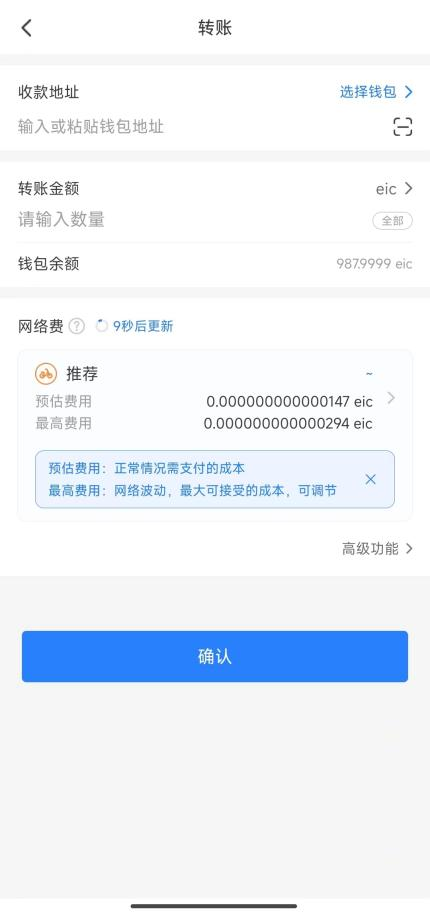 转账
收款地址 选择钱包
输入或粘贴钱包地址
转账金额 eic
请输入数量 全部
钱包余额 987.9999 eic
网络费 ? 9秒后更新
推荐 ~
预估费用 0.000000000000147 eic
最高费用 0.000000000000294 eic
预估费用：正常情况需支付的成本
最高费用：网络波动，最大可接受的成本，可调节
高级功能
确认